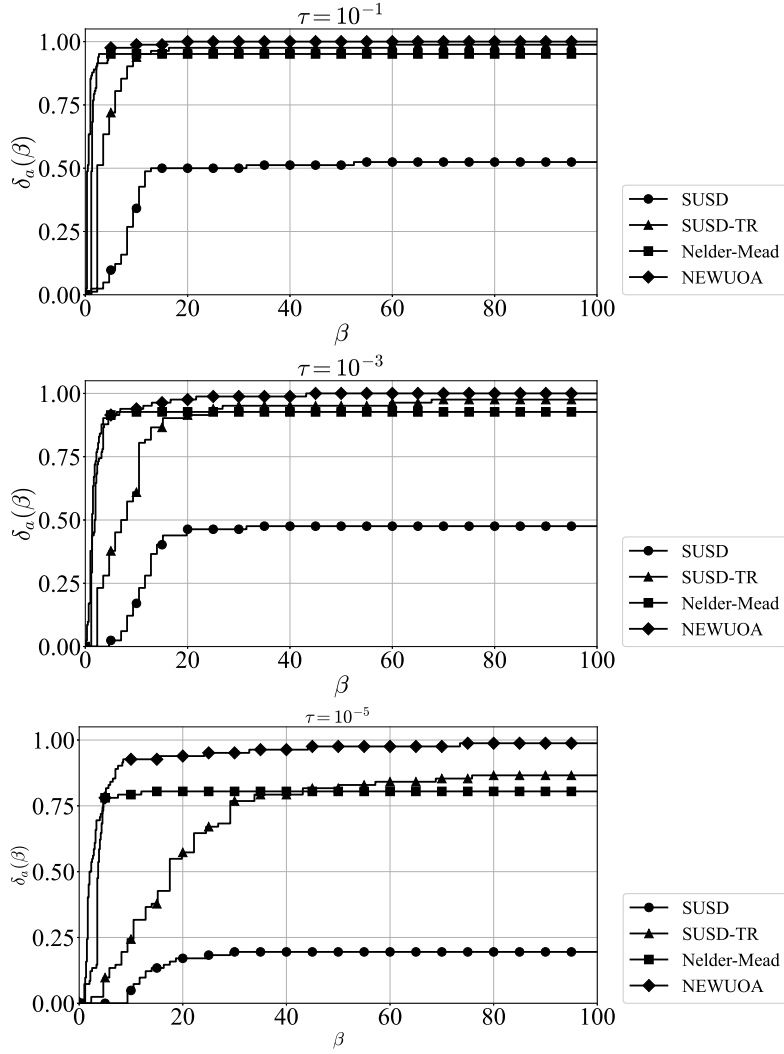 τ = 10⁻¹
1.00
0.75
0.50
0.25
0.00
δₐ(β)
0 20 40 60 80 100
β
SUSD
SUSD-TR
Nelder-Mead
NEWUOA
τ = 10⁻³
1.00
0.75
0.50
0.25
0.00
δₐ(β)
0 20 40 60 80 100
β
SUSD
SUSD-TR
Nelder-Mead
NEWUOA
τ = 10⁻⁵
1.00
0.75
0.50
0.25
0.00
δₐ(β)
0 20 40 60 80 100
β
SUSD
SUSD-TR
Nelder-Mead
NEWUOA